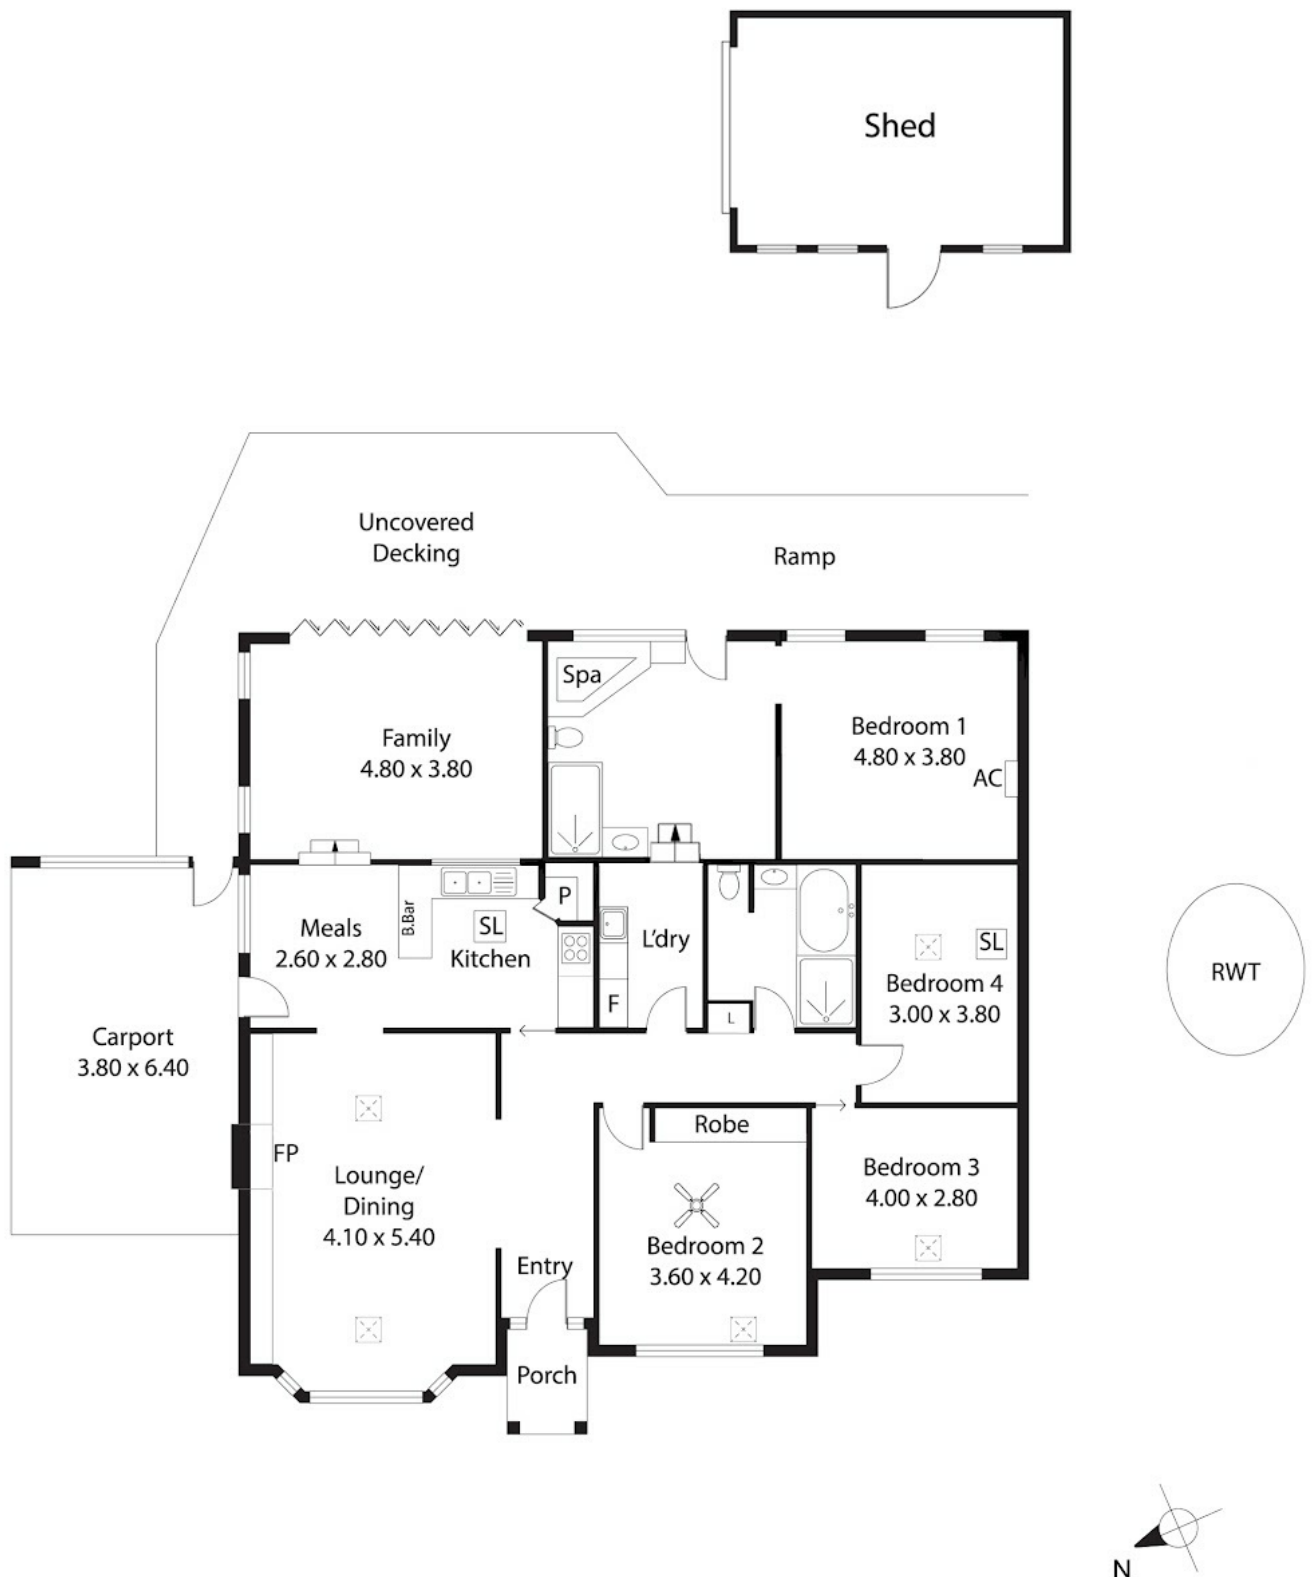 Shed
Uncovered
Decking
Ramp
Spa
Family
4.80 x 3.80
Bedroom 1
4.80 x 3.80
AC
Meals
2.60 x 2.80
B.Bar
SL
Kitchen
P
L'dry
F
L
SL
Bedroom 4
3.00 x 3.80
RWT
Carport
3.80 x 6.40
FP
Lounge/
Dining
4.10 x 5.40
Robe
Bedroom 3
4.00 x 2.80
Bedroom 2
3.60 x 4.20
Entry
Porch
N